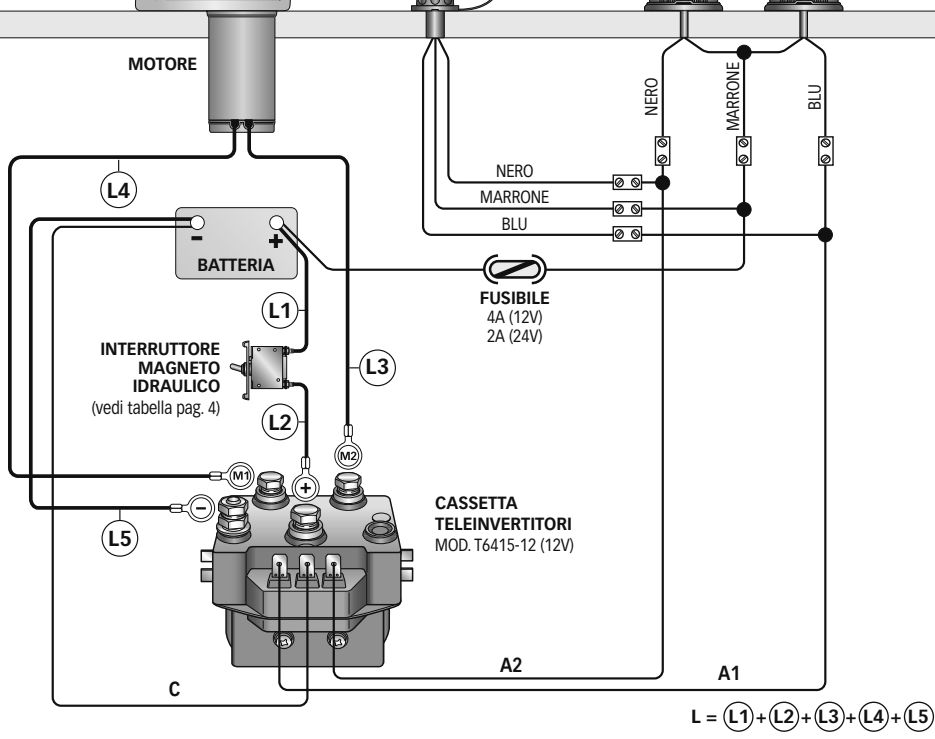 MOTORE
NERO
MARRONE
BLU
L4
NERO
MARRONE
BLU
- +
BATTERIA
FUSIBILE
4A (12V)
2A (24V)
L1
INTERRUTTORE
MAGNETO
IDRAULICO
(vedi tabella pag. 4)
L3
L2
M2
M1
+
-
L5
CASSETTA
TELEINVERTITORI
MOD. T6415-12 (12V)
A2
A1
C
L = L1+L2+L3+L4+L5